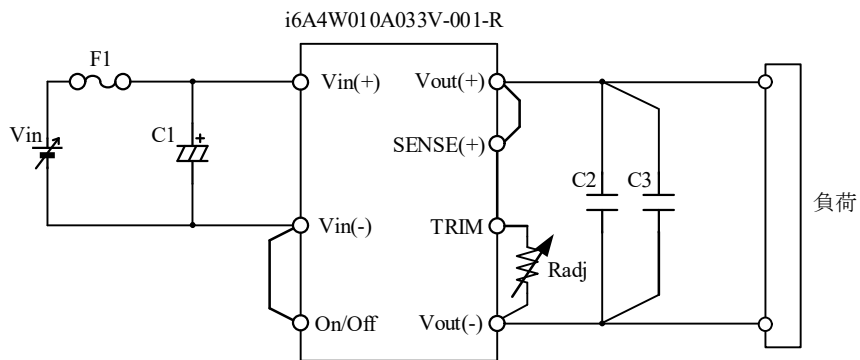 i6A4W010A033V-001-R
F1
Vin(+)
Vout(+)
Vin
C1
+
SENSE(+)
C2
C3
負荷
Vin(-)
TRIM
Radj
On/Off
Vout(-)